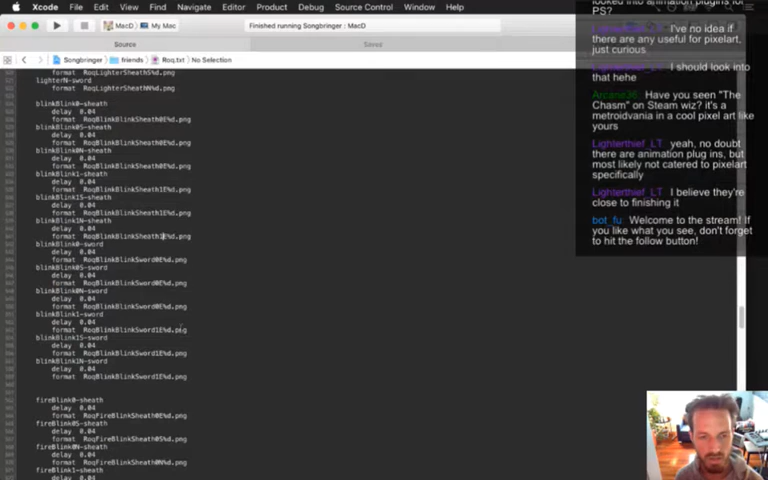 Xcode File Edit View Find Navigate Editor Product Debug Source Control Window Help
MacD My Mac Finished running Songbringer : MacD
Source Saves
Songbringer friends Roq.txt No Selection
format RoqLighterSheathS%d.png
lighterN-sword
format RoqLighterSheathN%d.png
blinkBlink0-sheath
delay 0.04
format RoqBlinkBlinkSheath0E%d.png
blinkBlink0S-sheath
delay 0.04
format RoqBlinkBlinkSheath0E%d.png
blinkBlink0N-sheath
delay 0.04
format RoqBlinkBlinkSheath0E%d.png
blinkBlink1-sheath
delay 0.04
format RoqBlinkBlinkSheath1E%d.png
blinkBlink1S-sheath
delay 0.04
format RoqBlinkBlinkSheath1E%d.png
blinkBlink1N-sheath
delay 0.04
format RoqBlinkBlinkSheath1E%d.png
blinkBlink0-sword
delay 0.04
format RoqBlinkBlinkSword0E%d.png
blinkBlink0S-sword
delay 0.04
format RoqBlinkBlinkSword0E%d.png
blinkBlink0N-sword
delay 0.04
format RoqBlinkBlinkSword0E%d.png
blinkBlink1-sword
delay 0.04
format RoqBlinkBlinkSword1E%d.png
blinkBlink1S-sword
delay 0.04
format RoqBlinkBlinkSword1E%d.png
blinkBlink1N-sword
delay 0.04
format RoqBlinkBlinkSword1E%d.png
fireBlink0-sheath
delay 0.04
format RoqFireBlinkSheath0E%d.png
fireBlink0S-sheath
delay 0.04
format RoqFireBlinkSheath0S%d.png
fireBlink0N-sheath
delay 0.04
format RoqFireBlinkSheath0N%d.png
fireBlink1-sheath
delay 0.04
looked into animation plugins for
PS?
Lighterthief_LT I've no idea if
there are any useful for pixelart,
just curious
Lighterthief_LT I should look into
that hehe
Arcane36 Have you seen "The
Chasm" on Steam wiz? it's a
metroidvania in a cool pixel art like
yours
Lighterthief_LT yeah, no doubt
there are animation plug ins, but
most likely not catered to pixelart
specifically
Lighterthief_LT I believe they're
close to finishing it
bot_fu Welcome to the stream! If
you like what you see, don't forget
to hit the follow button!